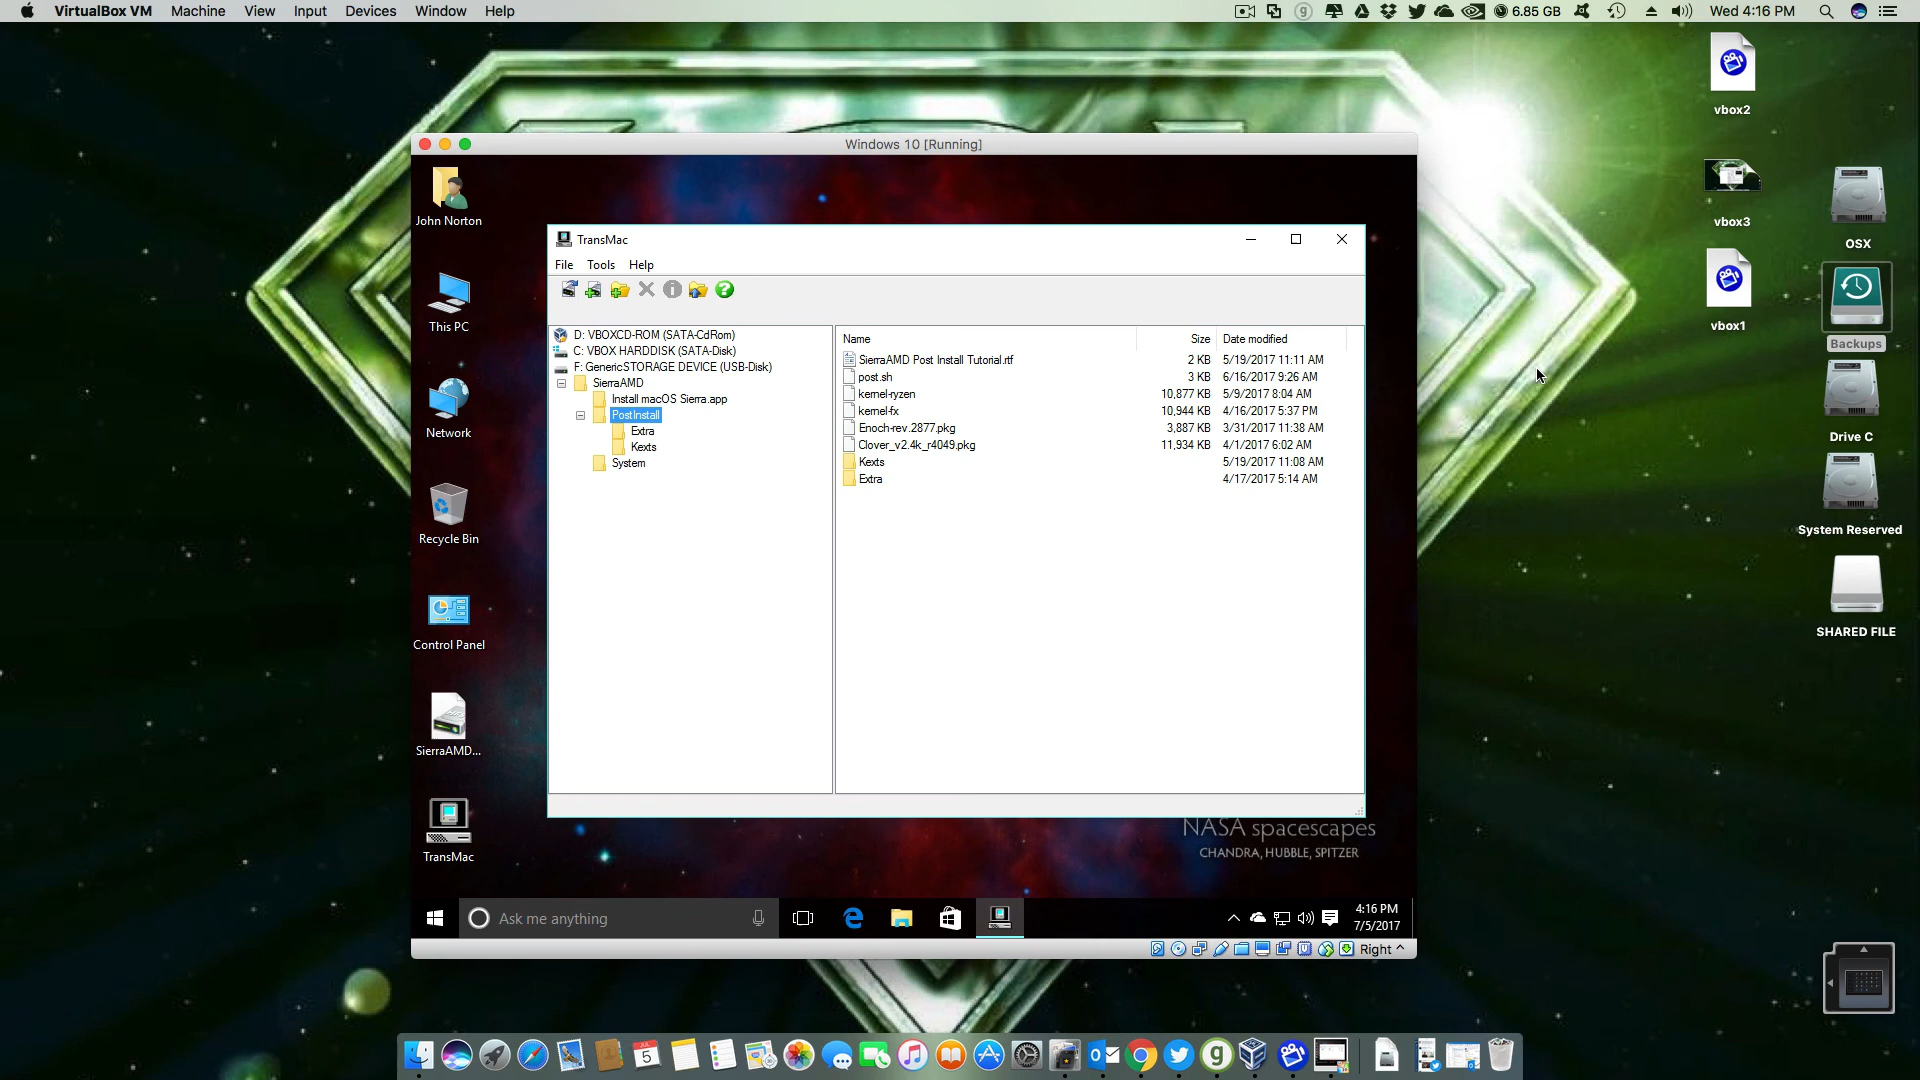 VirtualBox VM Machine View Input Devices Window Help
6.85 GB Wed 4:16 PM
vbox2
vbox3
vbox1
OSX
Backups
Drive C
System Reserved
SHARED FILE
Windows 10 [Running]
John Norton
This PC
Network
Recycle Bin
Control Panel
SierraAMD...
TransMac
TransMac
File Tools Help
D: VBOXCD-ROM (SATA-CdRom)
C: VBOX HARDDISK (SATA-Disk)
F: GenericSTORAGE DEVICE (USB-Disk)
SierraAMD
Install macOS Sierra.app
PostInstall
Extra
Kexts
System
Name Size Date modified
SierraAMD Post Install Tutorial.rtf 2 KB 5/19/2017 11:11 AM
post.sh 3 KB 6/16/2017 9:26 AM
kernel-ryzen 10,877 KB 5/9/2017 8:04 AM
kernel-fx 10,944 KB 4/16/2017 5:37 PM
Enoch-rev.2877.pkg 3,887 KB 3/31/2017 11:38 AM
Clover_v2.4k_r4049.pkg 11,934 KB 4/1/2017 6:02 AM
Kexts 5/19/2017 11:08 AM
Extra 4/17/2017 5:14 AM
NASA spacescapes
CHANDRA, HUBBLE, SPITZER
Ask me anything
4:16 PM
7/5/2017
Right ^
JUL
5